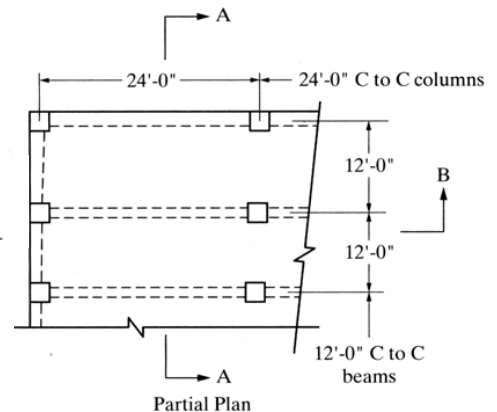 A
24'-0"
24'-0" C to C columns
12'-0"
B
12'-0"
12'-0" C to C
beams
A
Partial Plan